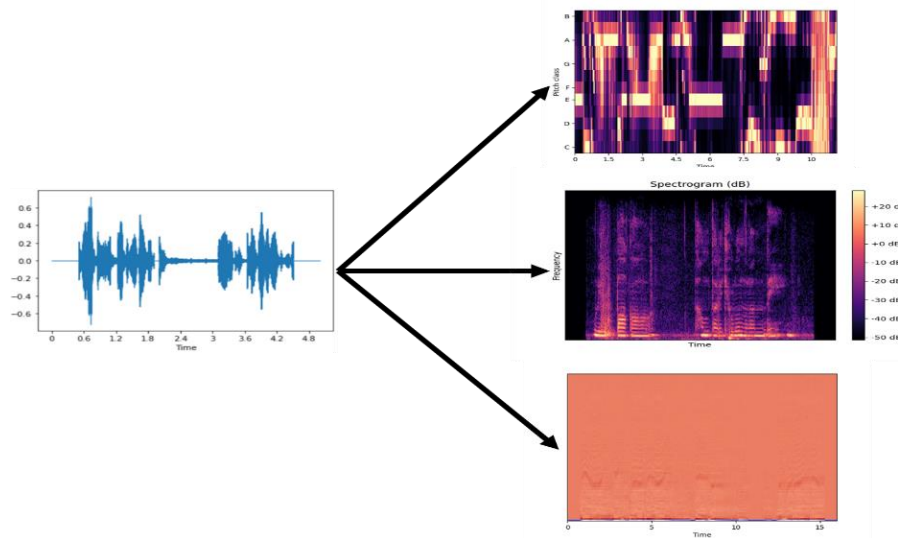 0.6
0.4
0.2
0.0
−0.2
−0.4
−0.6
0 0.6 1.2 1.8 2.4 3 3.6 4.2 4.8
Time
Pitch class
B
A
G
F
E
D
C
0 1.5 3 4.5 6 7.5 9 10
Time
Spectrogram (dB)
Frequency
Time
+20 dB
+10 dB
+0 dB
-10 dB
-20 dB
-30 dB
-40 dB
-50 dB
0 5 10 15
Time